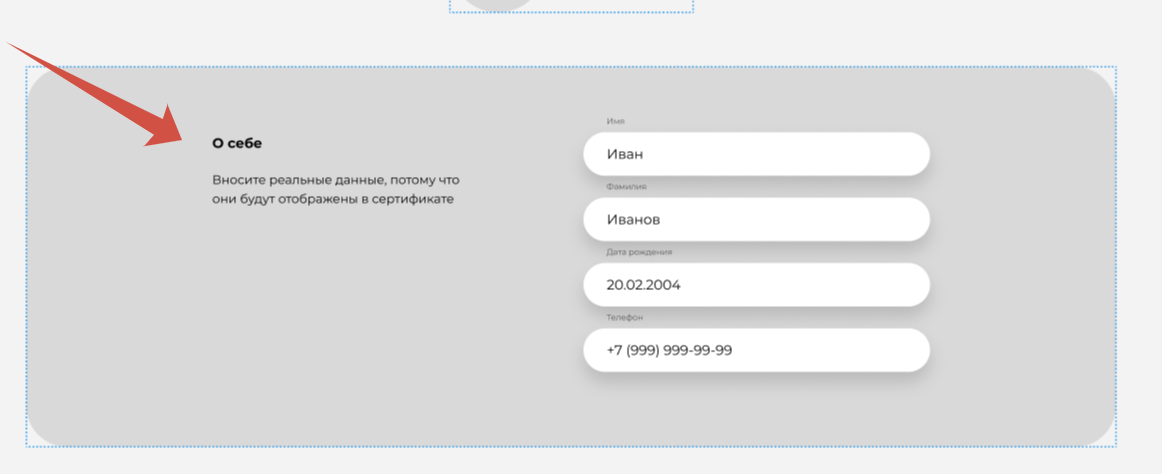 О себе
Вносите реальные данные, потому что
они будут отображены в сертификате
Имя
Иван
Фамилия
Иванов
Дата рождения
20.02.2004
Телефон
+7 (999) 999-99-99